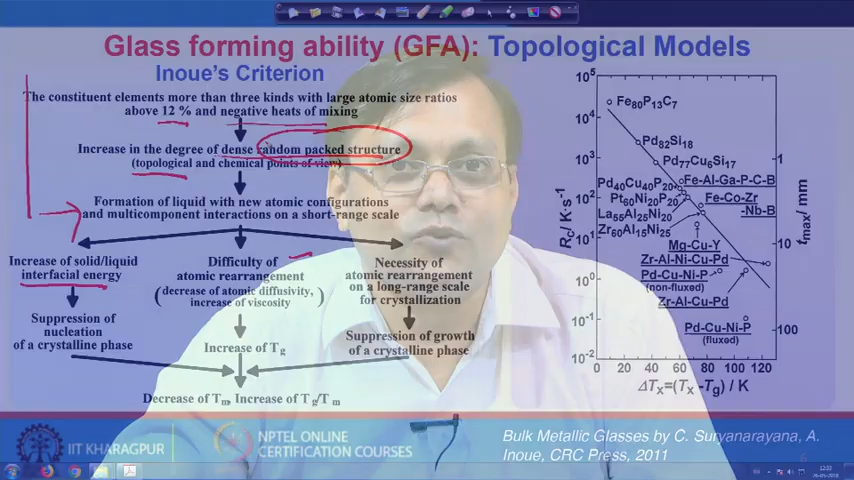 Glass forming ability (GFA): Topological Models
Inoue's Criterion
The constituent elements more than three kinds with large atomic size ratios
above 12 % and negative heats of mixing
Increase in the degree of dense random packed structure
(topological and chemical points of view)
Formation of liquid with new atomic configurations
and multicomponent interactions on a short-range scale
Increase of solid/liquid
interfacial energy
Difficulty of
atomic rearrangement
(decrease of atomic diffusivity,
increase of viscosity)
Necessity of
atomic rearrangement
on a long-range scale
for crystallization
Suppression of
nucleation
of a crystalline phase
Increase of Tg
Suppression of growth
of a crystalline phase
Decrease of Tm, Increase of Tg/Tm
10⁵
10⁴
10³
10²
10¹
10⁰
10⁻¹
10⁻²
Rc/ K·s⁻¹
Fe80P13C7
Pd82Si18
Pd77Cu6Si17
Pd40Cu40P20
Fe-Al-Ga-P-C-B
Pt60Ni20P20
Fe-Co-Zr
-Nb-B
La55Al25Ni20
Zr60Al15Ni25
Mg-Cu-Y
Zr-Al-Ni-Cu-Pd
Pd-Cu-Ni-P
(non-fluxed)
Zr-Al-Cu-Pd
Pd-Cu-Ni-P
(fluxed)
1
10
100
tmax/ mm
0 20 40 60 80 100 120
ΔTx=(Tx -Tg) / K
IIT KHARAGPUR
NPTEL ONLINE
CERTIFICATION COURSES
Bulk Metallic Glasses by C. Suryanarayana, A.
Inoue, CRC Press, 2011
6